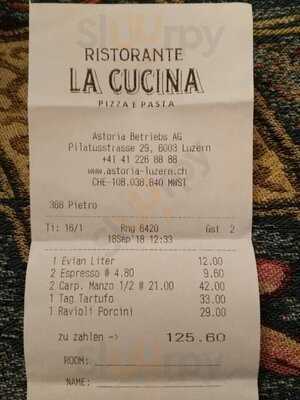 RISTORANTE
LA CUCINA
PIZZA E PASTA
Astoria Betriebs AG
Pilatusstrasse 29, 6003 Luzern
+41 41 226 88 88
www.astoria-luzern.ch
CHE-108.038.840 MWST
368 Pietro
Ti: 16/1 Rng 6420 Gst 2
18Sep'18 12:33
1 Evian Liter 12.00
2 Espresso @ 4.80 9.60
2 Carp. Manzo 1/2 @ 21.00 42.00
1 Tag Tartufo 33.00
1 Ravioli Porcini 29.00
zu zahlen -> 125.60
ROOM:
NAME: